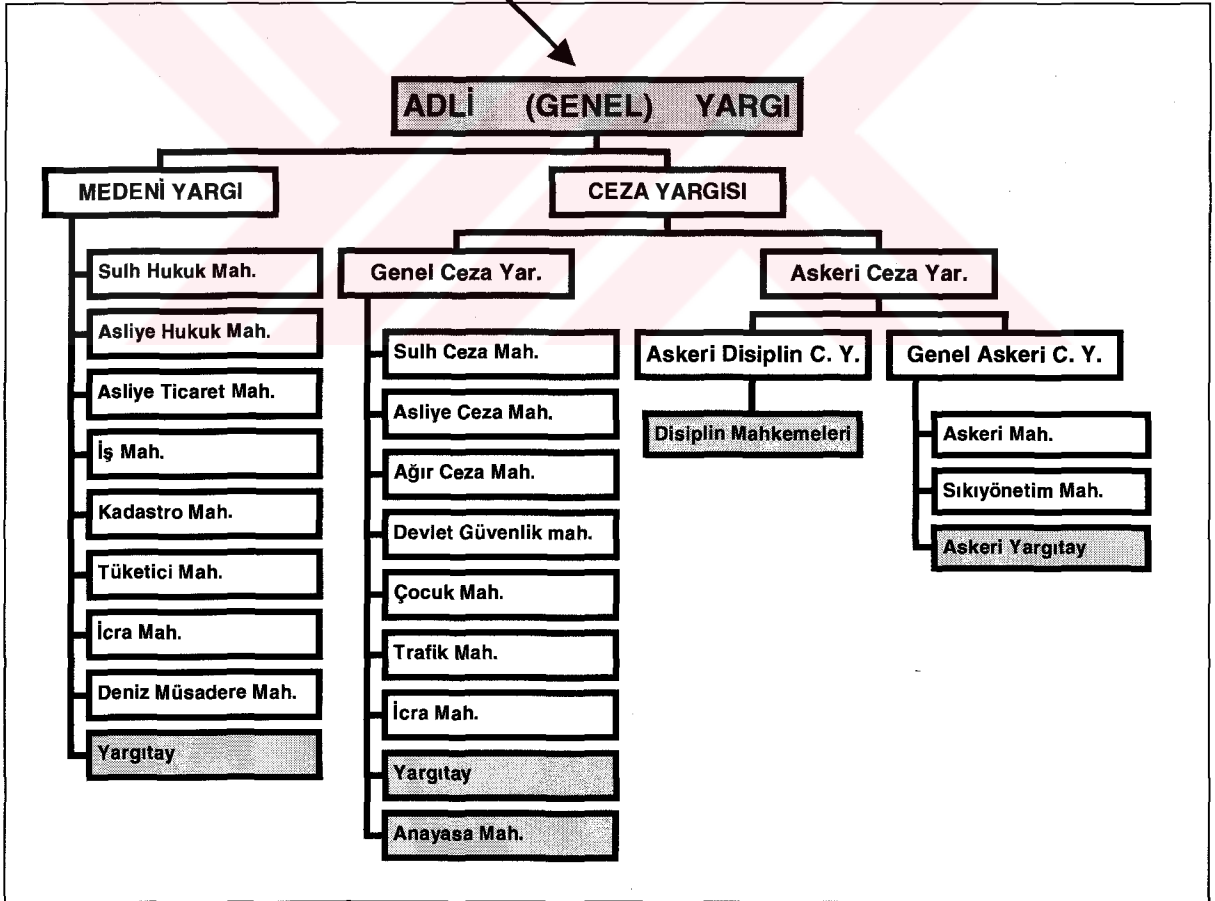 ADLİ (GENEL) YARGI
MEDENİ YARGI
CEZA YARGISI
Sulh Hukuk Mah.
Asliye Hukuk Mah.
Asliye Ticaret Mah.
İş Mah.
Kadastro Mah.
Tüketici Mah.
İcra Mah.
Deniz Müsadere Mah.
Yargıtay
Genel Ceza Yar.
Sulh Ceza Mah.
Asliye Ceza Mah.
Ağır Ceza Mah.
Devlet Güvenlik mah.
Çocuk Mah.
Trafik Mah.
İcra Mah.
Yargıtay
Anayasa Mah.
Askeri Ceza Yar.
Askeri Disiplin C. Y.
Disiplin Mahkemeleri
Genel Askeri C. Y.
Askeri Mah.
Sıkıyönetim Mah.
Askeri Yargıtay